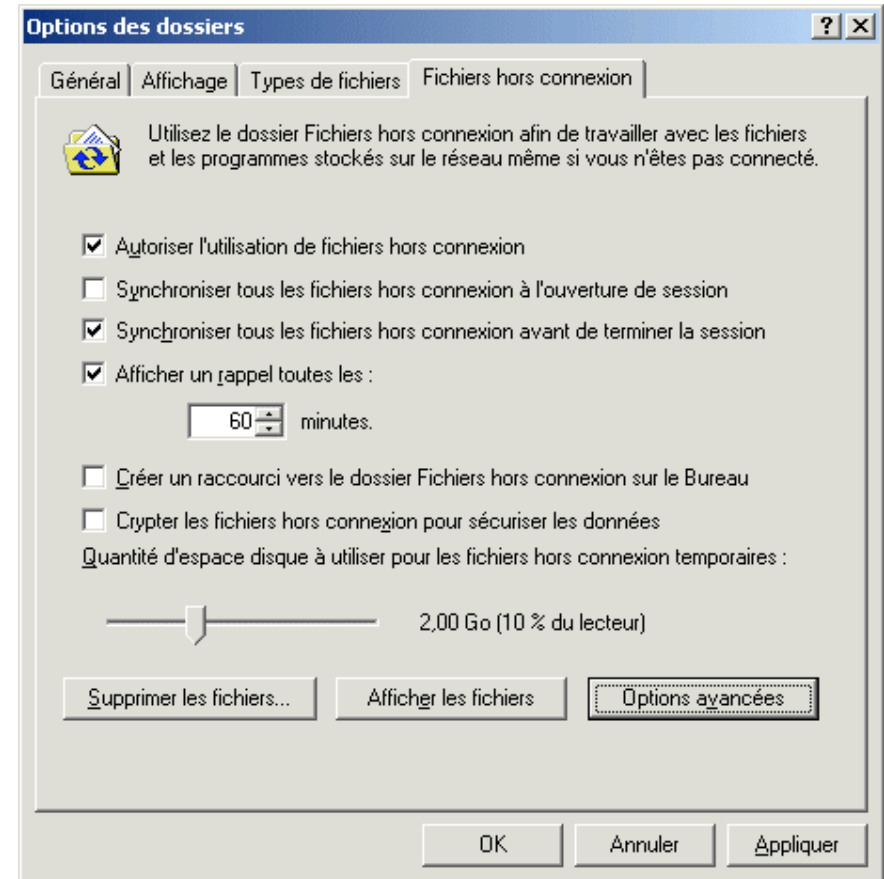 Options des dossiers
Général
Affichage
Types de fichiers
Fichiers hors connexion
Utilisez le dossier Fichiers hors connexion afin de travailler avec les fichiers
et les programmes stockés sur le réseau même si vous n'êtes pas connecté.
Autoriser l'utilisation de fichiers hors connexion
Synchroniser tous les fichiers hors connexion à l'ouverture de session
Synchroniser tous les fichiers hors connexion avant de terminer la session
Afficher un rappel toutes les :
60 minutes.
Créer un raccourci vers le dossier Fichiers hors connexion sur le Bureau
Crypter les fichiers hors connexion pour sécuriser les données
Quantité d'espace disque à utiliser pour les fichiers hors connexion temporaires :
2,00 Go (10 % du lecteur)
Supprimer les fichiers...
Afficher les fichiers
Options avancées
OK
Annuler
Appliquer